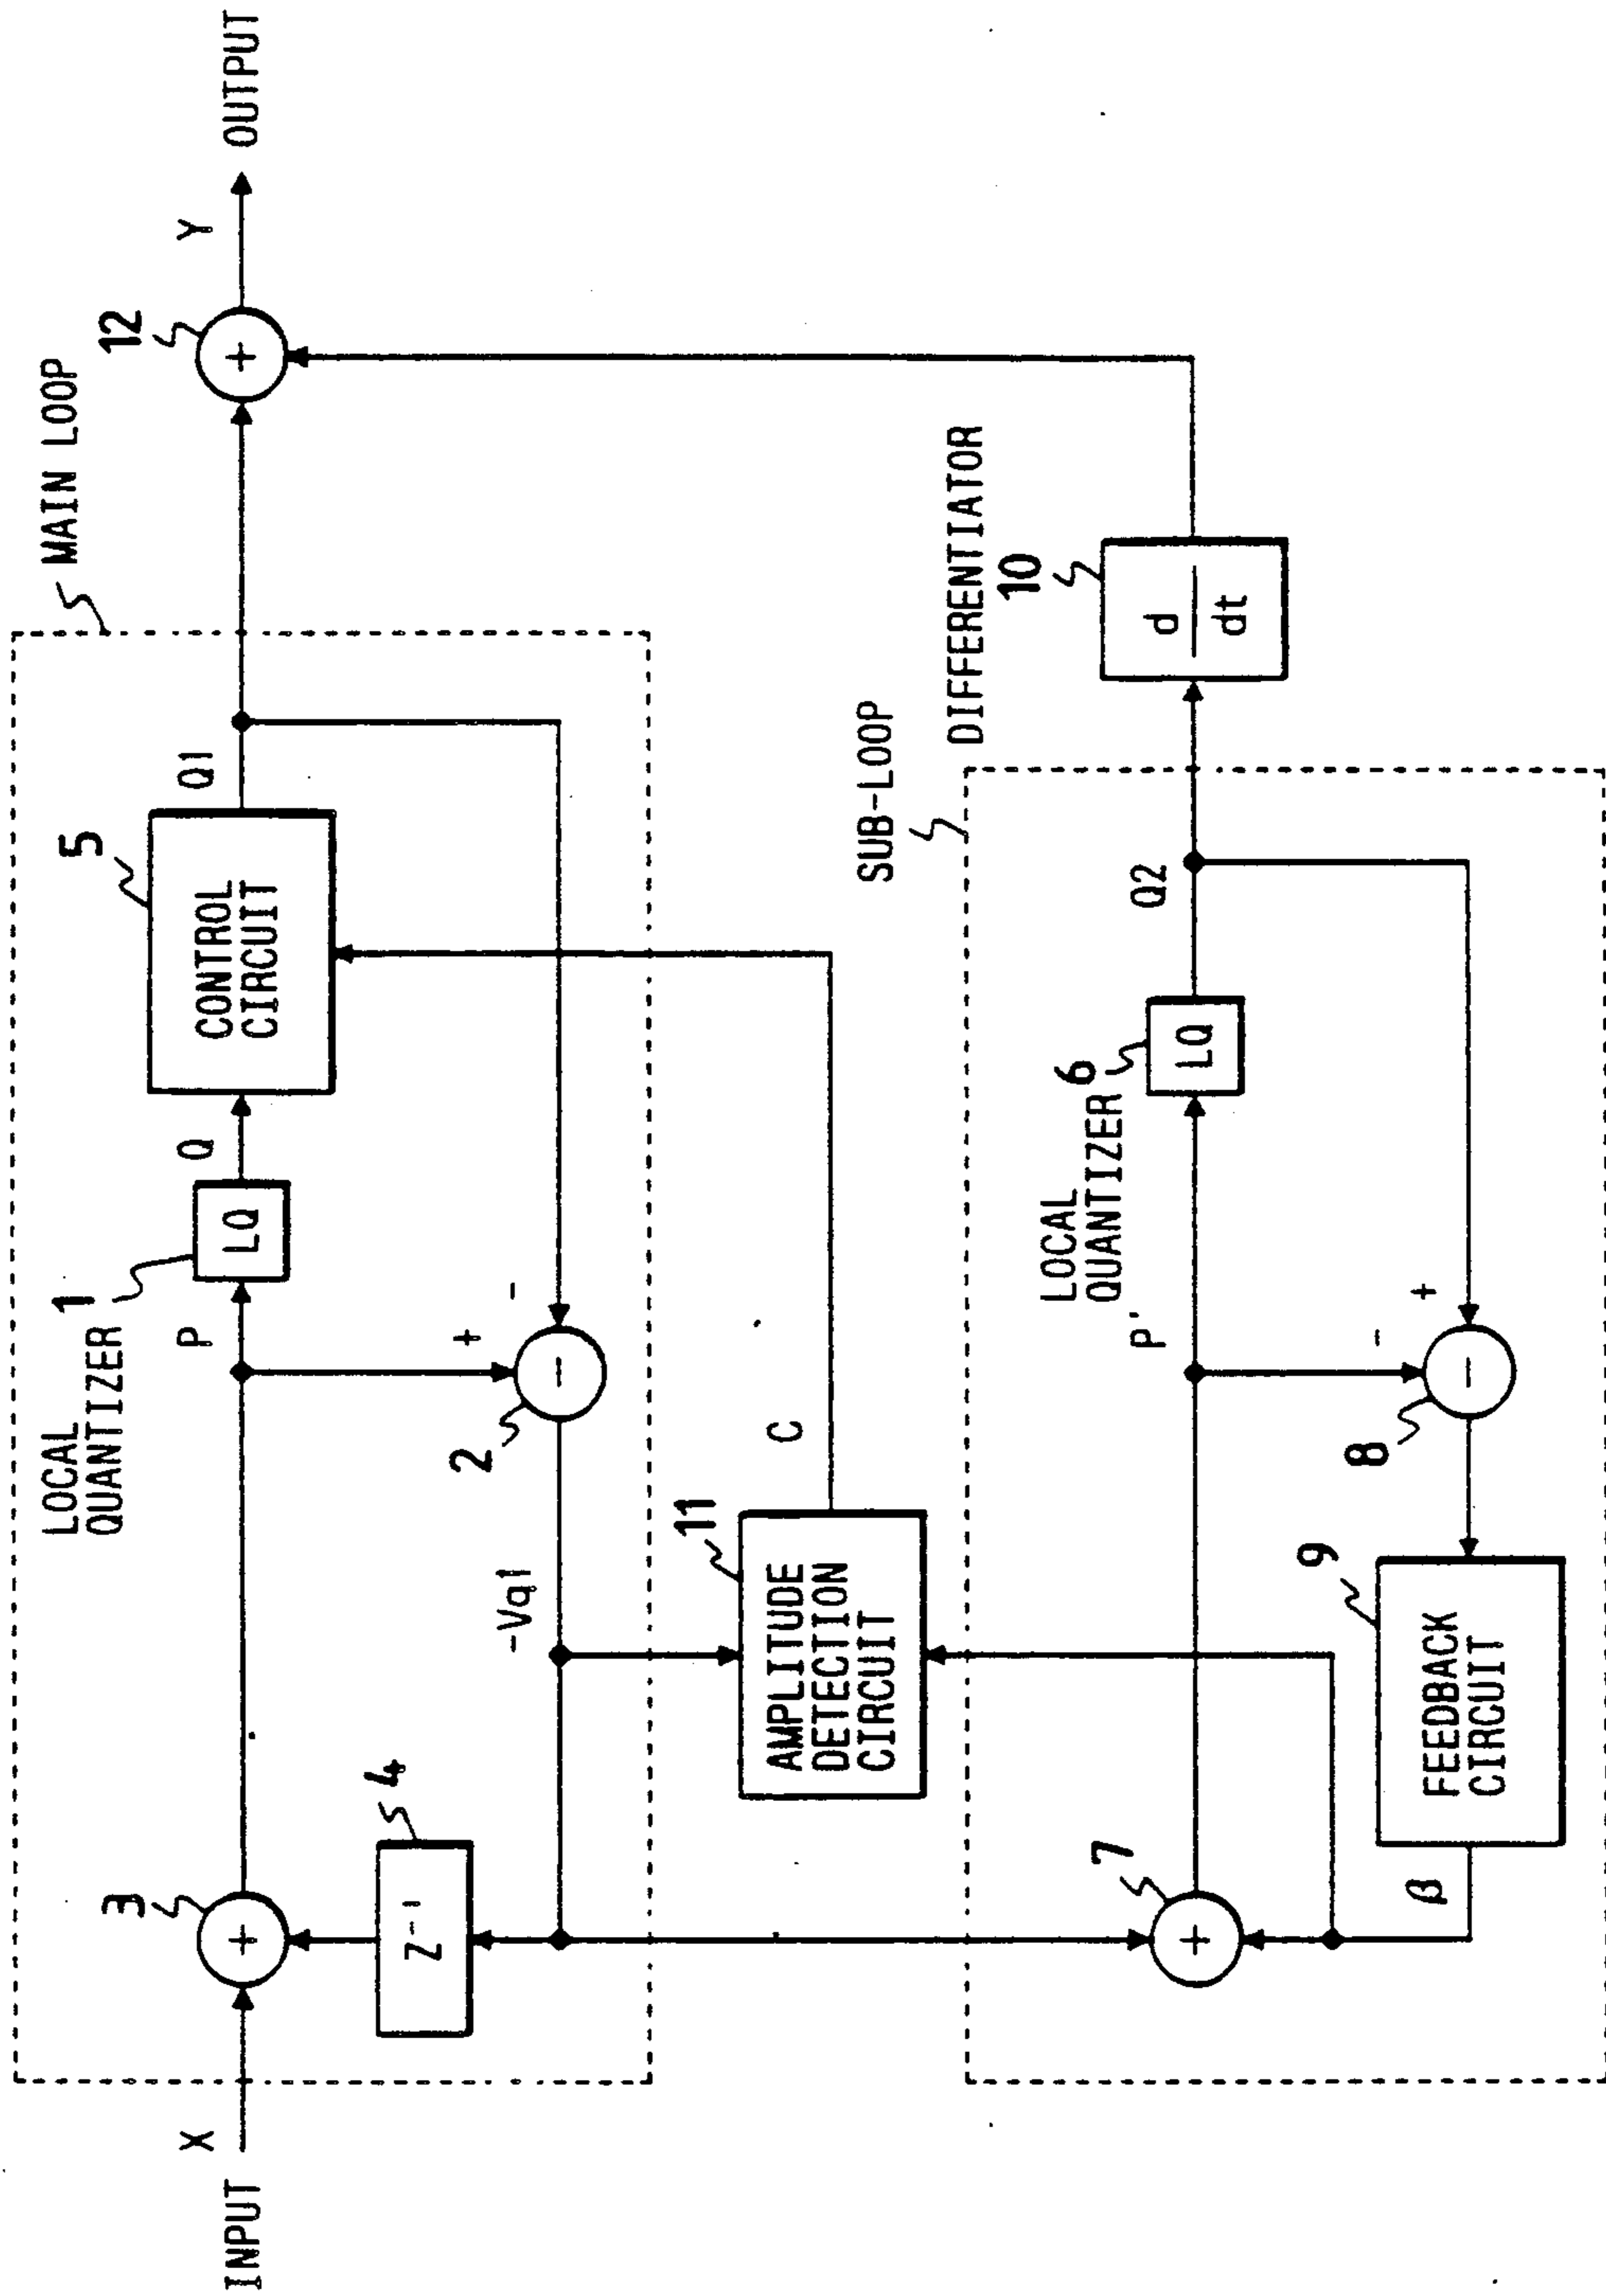 INPUT
X
3
+
4
Z⁻¹
LOCAL
QUANTIZER
1
P
LQ
Q
5
CONTROL
CIRCUIT
Q1
MAIN LOOP
12
+
Y
OUTPUT
2
+
-
-
-Vq1
11
AMPLITUDE
DETECTION
CIRCUIT
C
SUB-LOOP
7
+
P'
LOCAL
QUANTIZER
6
LQ
Q2
DIFFERENTIATOR
10
d
dt
8
-
+
-
9
FEEDBACK
CIRCUIT
β